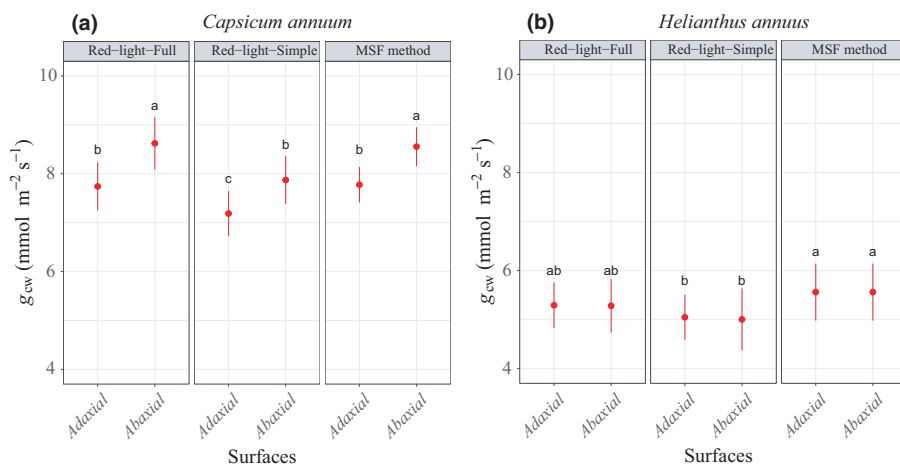 (a) Capsicum annuum
Red−light−Full Red−light−Simple MSF method
10
8
6
4
g cw (mmol m−2 s−1)
b a c b b a
Adaxial Abaxial Adaxial Abaxial Adaxial Abaxial
Surfaces
(b) Helianthus annuus
Red−light−Full Red−light−Simple MSF method
10
8
6
4
g cw (mmol m−2 s−1)
ab ab b b a a
Adaxial Abaxial Adaxial Abaxial Adaxial Abaxial
Surfaces